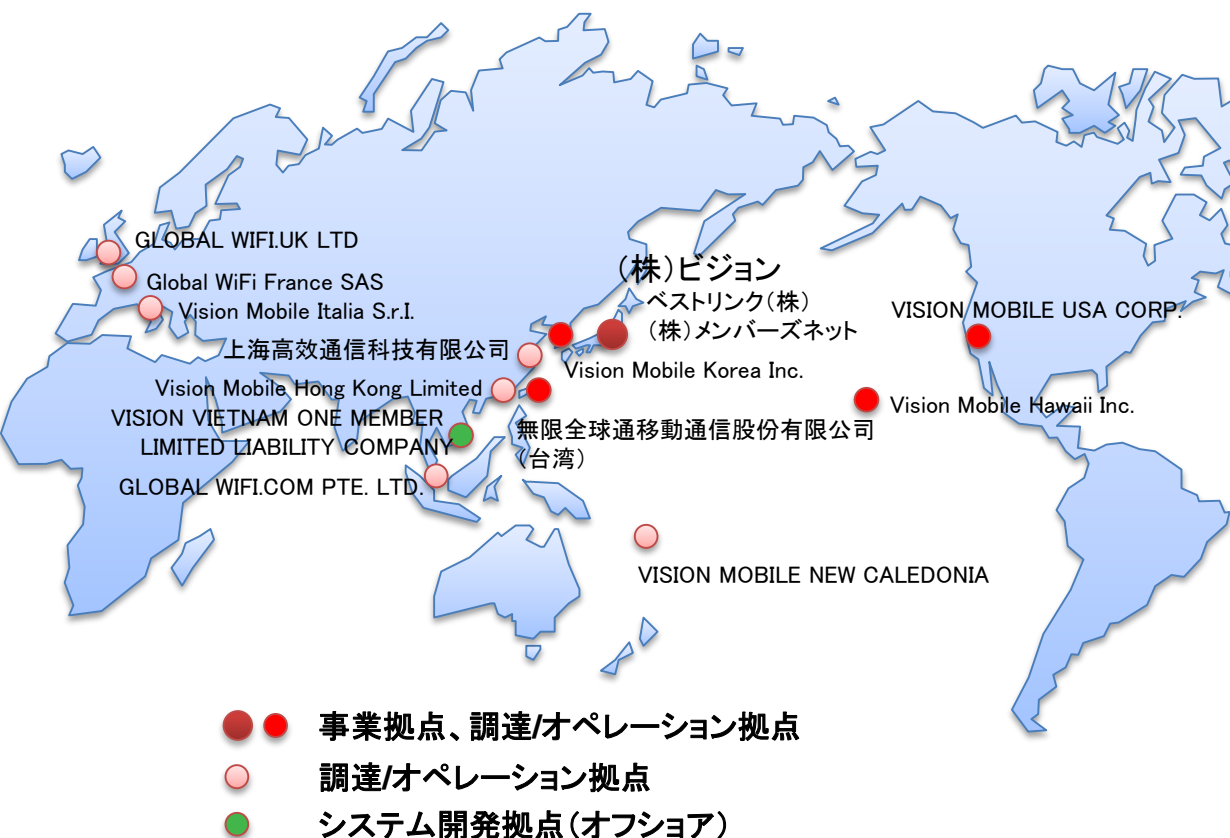 GLOBAL WIFI.UK LTD
Global WiFi France SAS
Vision Mobile Italia S.r.l.
(株)ビジョン
ベストリンク(株)
(株)メンバーズネット
VISION MOBILE USA CORP.
上海高效通信科技有限公司
Vision Mobile Korea Inc.
Vision Mobile Hong Kong Limited
Vision Mobile Hawaii Inc.
VISION VIETNAM ONE MEMBER
LIMITED LIABILITY COMPANY
無限全球通移動通信股份有限公司
(台湾)
GLOBAL WIFI.COM PTE. LTD.
VISION MOBILE NEW CALEDONIA
事業拠点、調達/オペレーション拠点
調達/オペレーション拠点
システム開発拠点(オフショア)